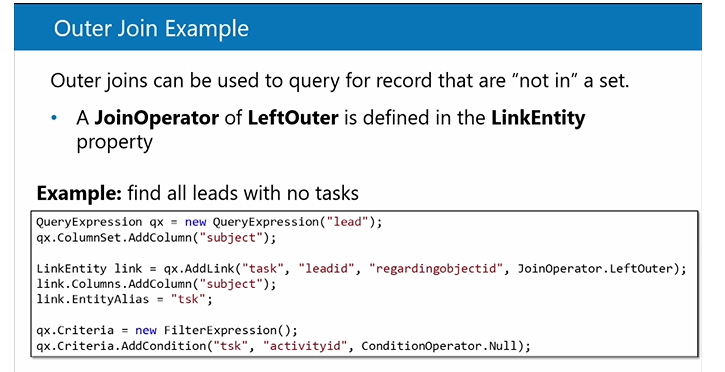 Outer Join Example
Outer joins can be used to query for record that are “not in” a set.
• A JoinOperator of LeftOuter is defined in the LinkEntity
property
Example: find all leads with no tasks
QueryExpression qx = new QueryExpression("lead");
qx.ColumnSet.AddColumn("subject");
LinkEntity link = qx.AddLink("task", "leadid", "regardingobjectid", JoinOperator.LeftOuter);
link.Columns.AddColumn("subject");
link.EntityAlias = "tsk";
qx.Criteria = new FilterExpression();
qx.Criteria.AddCondition("tsk", "activityid", ConditionOperator.Null);